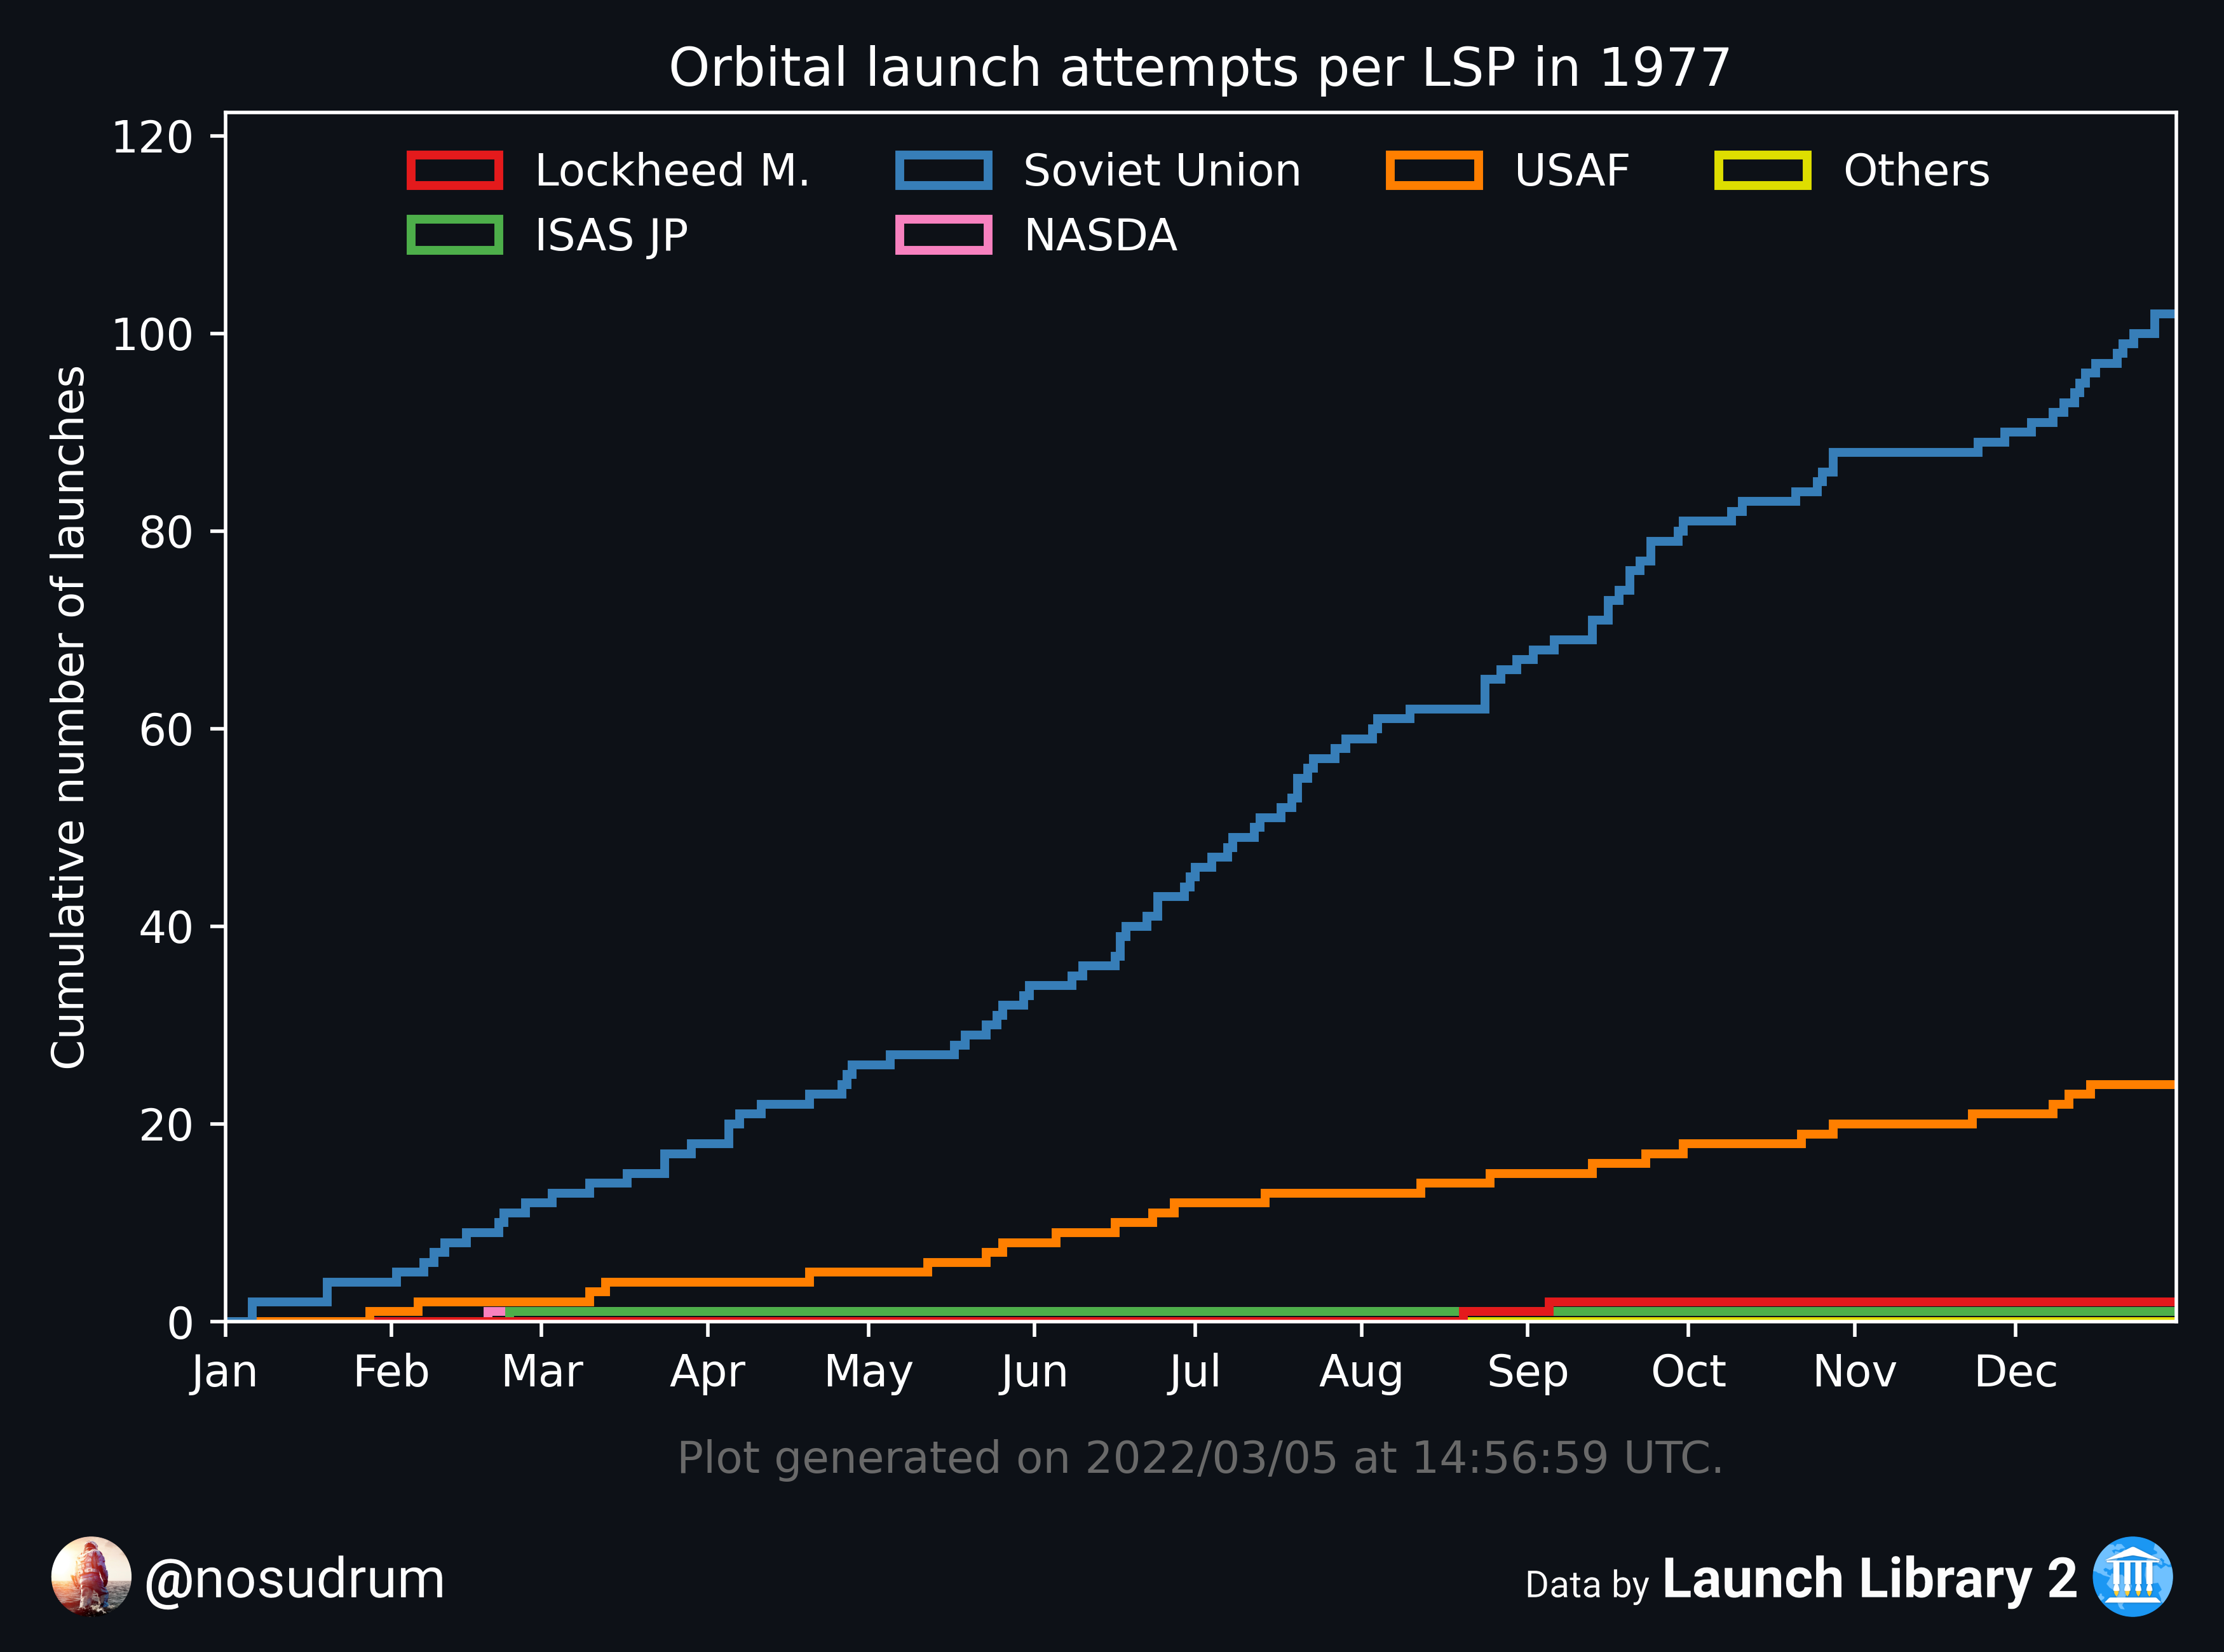 Orbital launch attempts per LSP in 1977
Lockheed M. Soviet Union USAF Others
ISAS JP NASDA
Cumulative number of launches
120
100
80
60
40
20
0
Jan Feb Mar Apr May Jun Jul Aug Sep Oct Nov Dec
Plot generated on 2022/03/05 at 14:56:59 UTC.
@nosudrum
Data by Launch Library 2